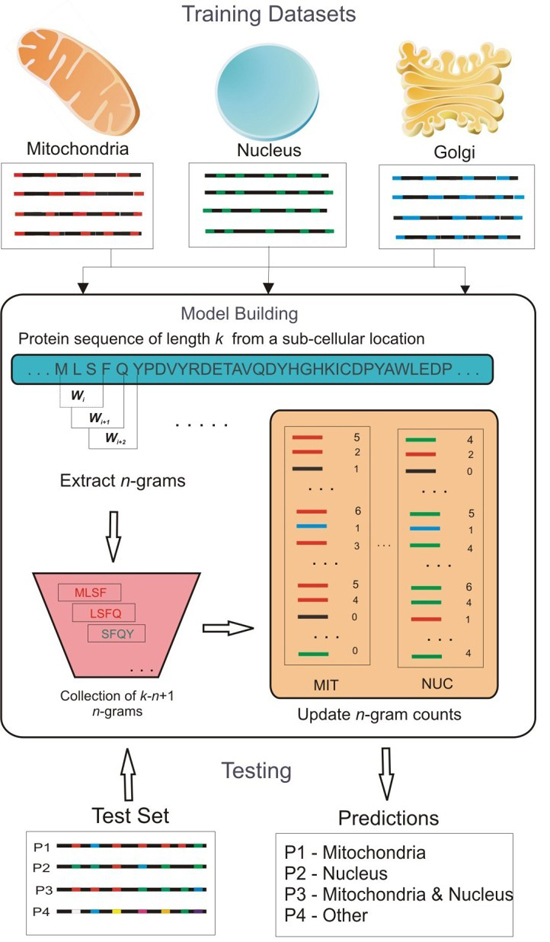 Training Datasets
Mitochondria
Nucleus
Golgi
Model Building
Protein sequence of length k from a sub-cellular location
. . . M L S F Q YPDVYRDETAVQDYHGHKICDPYAWLEDP . . .
Wi
Wi+1
Wi+2
. . . . .
Extract n-grams
MLSF
LSFQ
SFQY
. . .
Collection of k-n+1
n-grams
5
2
1
. . .
6
1
3
. . .
5
4
0
. . .
0
MIT
. . .
4
2
0
. . .
5
1
4
. . .
6
4
1
. . .
4
NUC
Update n-gram counts
Testing
Test Set
P1
P2
P3
P4
Predictions
P1 - Mitochondria
P2 - Nucleus
P3 - Mitochondria & Nucleus
P4 - Other